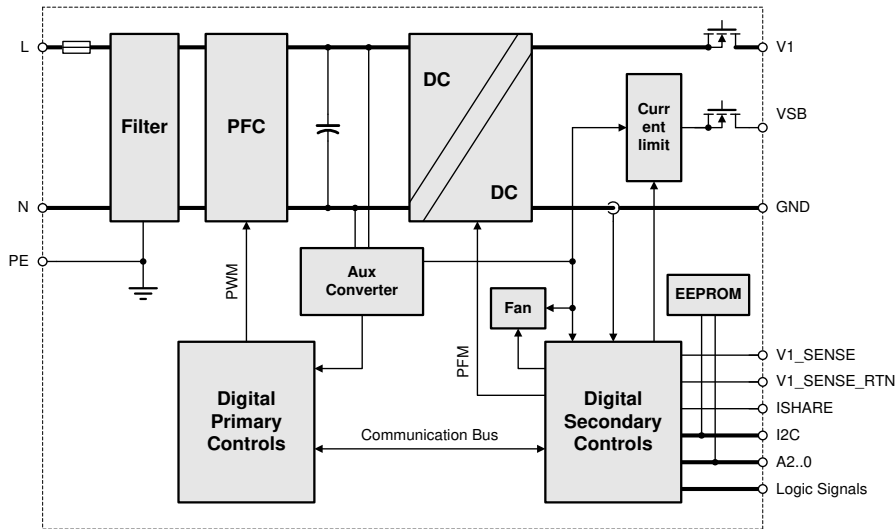 L
V1
DC
Curr
ent
limit
VSB
Filter
PFC
DC
N
GND
PE
PWM
Aux
Converter
PFM
Fan
EEPROM
V1_SENSE
V1_SENSE_RTN
Digital
Primary
Controls
Digital
Secondary
Controls
ISHARE
Communication Bus
I2C
A2..0
Logic Signals